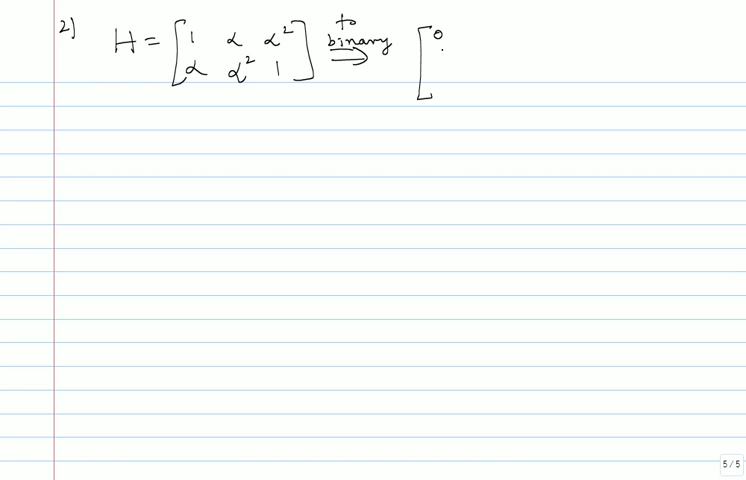 2) H = [ 1 α α² ; α α² 1 ] to binary ⇒ [ 0
5 / 5